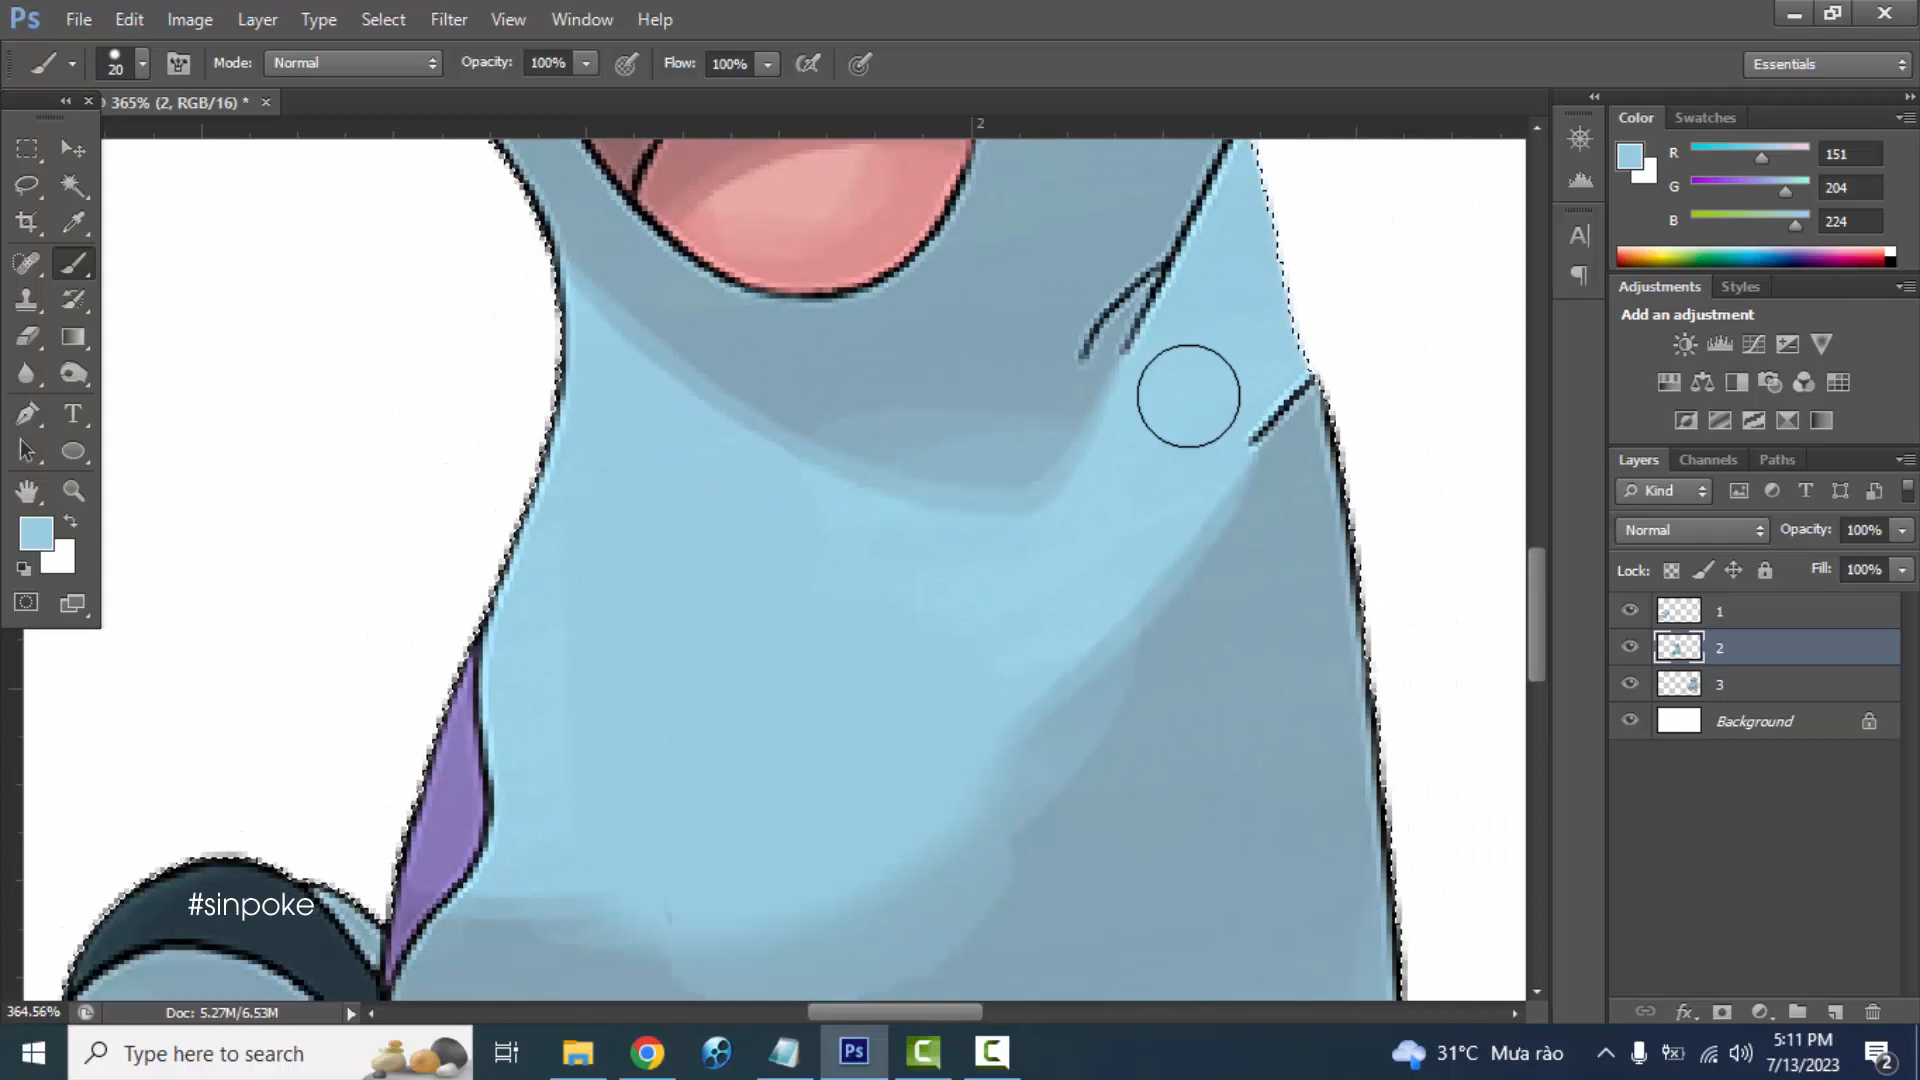 Ps File Edit Image Layer Type Select Filter View Window Help
20 Mode: Normal Opacity: 100% Flow: 100% Essentials
365% (2, RGB/16) * ×
2
Color Swatches
R 151
G 204
B 224
Adjustments Styles
Add an adjustment
Layers Channels Paths
Kind T
Normal Opacity: 100%
Lock: Fill: 100%
1
2
3
Background
#sinpoke
364.56% Doc: 5.27M/6.53M
Type here to search Ps C C 31°C Mưa rào 5:11 PM
7/13/2023 2